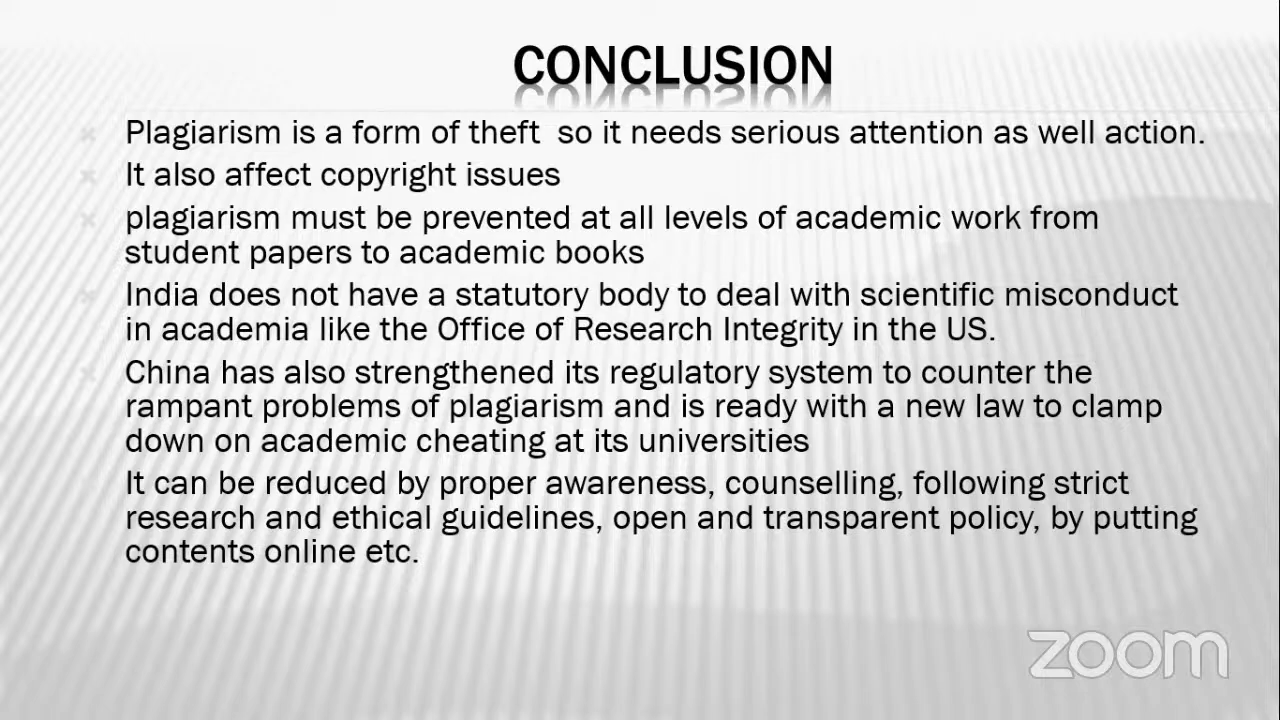 CONCLUSION
Plagiarism is a form of theft  so it needs serious attention as well action.
It also affect copyright issues
plagiarism must be prevented at all levels of academic work from
student papers to academic books
India does not have a statutory body to deal with scientific misconduct
in academia like the Office of Research Integrity in the US.
China has also strengthened its regulatory system to counter the
rampant problems of plagiarism and is ready with a new law to clamp
down on academic cheating at its universities
It can be reduced by proper awareness, counselling, following strict
research and ethical guidelines, open and transparent policy, by putting
contents online etc.
zoom